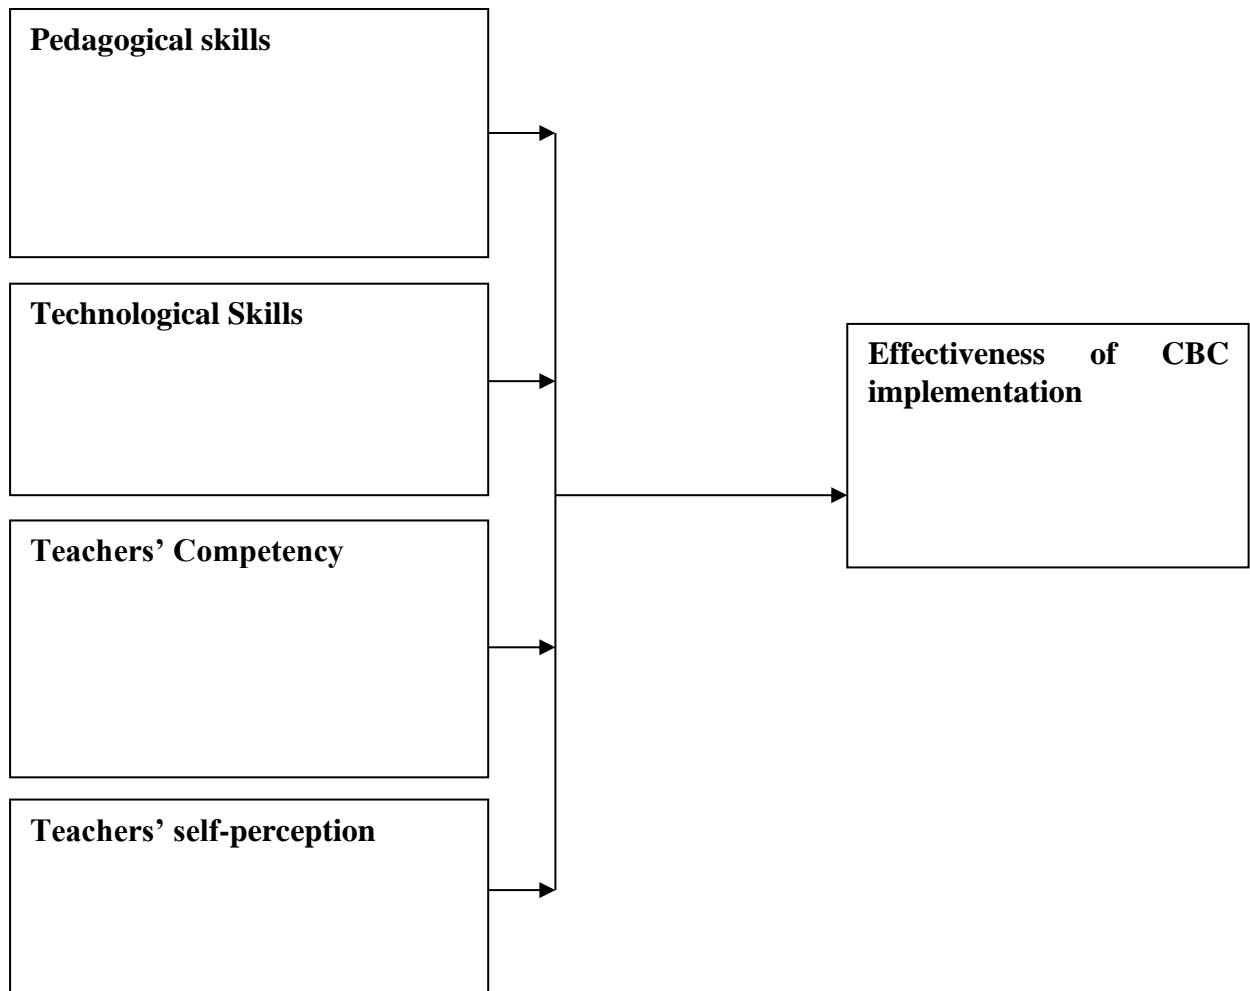 Pedagogical skills
Technological Skills
Effectiveness of CBC
implementation
Teachers’ Competency
Teachers’ self-perception